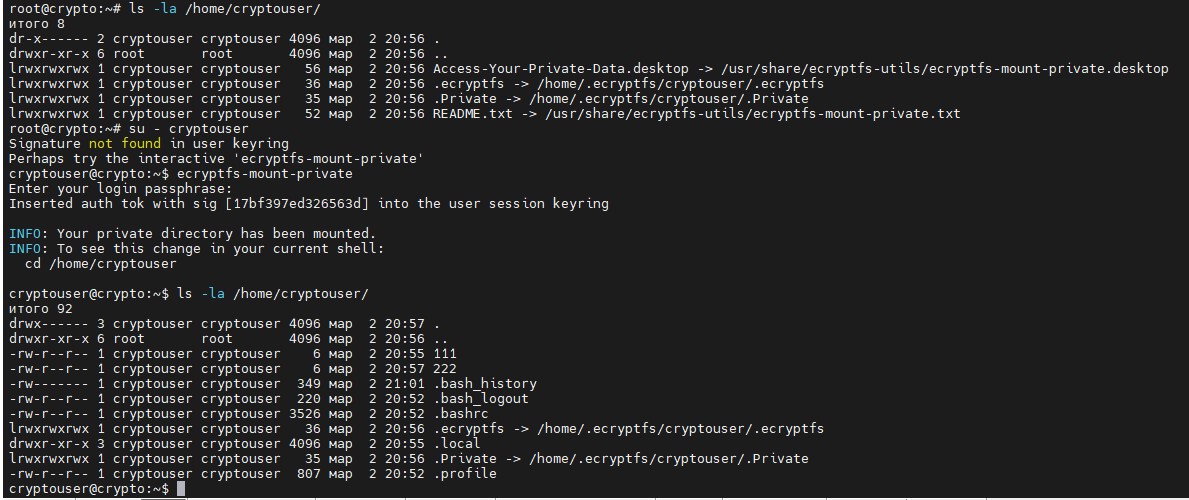 root@crypto:~# ls -la /home/cryptouser/
итого 8
dr-x------ 2 cryptouser cryptouser 4096 мар  2 20:56 .
drwxr-xr-x 6 root       root       4096 мар  2 20:56 ..
lrwxrwxrwx 1 cryptouser cryptouser   56 мар  2 20:56 Access-Your-Private-Data.desktop -> /usr/share/ecryptfs-utils/ecryptfs-mount-private.desktop
lrwxrwxrwx 1 cryptouser cryptouser   36 мар  2 20:56 .ecryptfs -> /home/.ecryptfs/cryptouser/.ecryptfs
lrwxrwxrwx 1 cryptouser cryptouser   35 мар  2 20:56 .Private -> /home/.ecryptfs/cryptouser/.Private
lrwxrwxrwx 1 cryptouser cryptouser   52 мар  2 20:56 README.txt -> /usr/share/ecryptfs-utils/ecryptfs-mount-private.txt
root@crypto:~# su - cryptouser
Signature not found in user keyring
Perhaps try the interactive 'ecryptfs-mount-private'
cryptouser@crypto:~$ ecryptfs-mount-private
Enter your login passphrase:
Inserted auth tok with sig [17bf397ed326563d] into the user session keyring

INFO: Your private directory has been mounted.
INFO: To see this change in your current shell:
  cd /home/cryptouser

cryptouser@crypto:~$ ls -la /home/cryptouser/
итого 92
drwx------ 3 cryptouser cryptouser 4096 мар  2 20:57 .
drwxr-xr-x 6 root       root       4096 мар  2 20:56 ..
-rw-r--r-- 1 cryptouser cryptouser    6 мар  2 20:55 111
-rw-r--r-- 1 cryptouser cryptouser    6 мар  2 20:57 222
-rw------- 1 cryptouser cryptouser  349 мар  2 21:01 .bash_history
-rw-r--r-- 1 cryptouser cryptouser  220 мар  2 20:52 .bash_logout
-rw-r--r-- 1 cryptouser cryptouser 3526 мар  2 20:52 .bashrc
lrwxrwxrwx 1 cryptouser cryptouser   36 мар  2 20:56 .ecryptfs -> /home/.ecryptfs/cryptouser/.ecryptfs
drwxr-xr-x 3 cryptouser cryptouser 4096 мар  2 20:55 .local
lrwxrwxrwx 1 cryptouser cryptouser   35 мар  2 20:56 .Private -> /home/.ecryptfs/cryptouser/.Private
-rw-r--r-- 1 cryptouser cryptouser  807 мар  2 20:52 .profile
cryptouser@crypto:~$